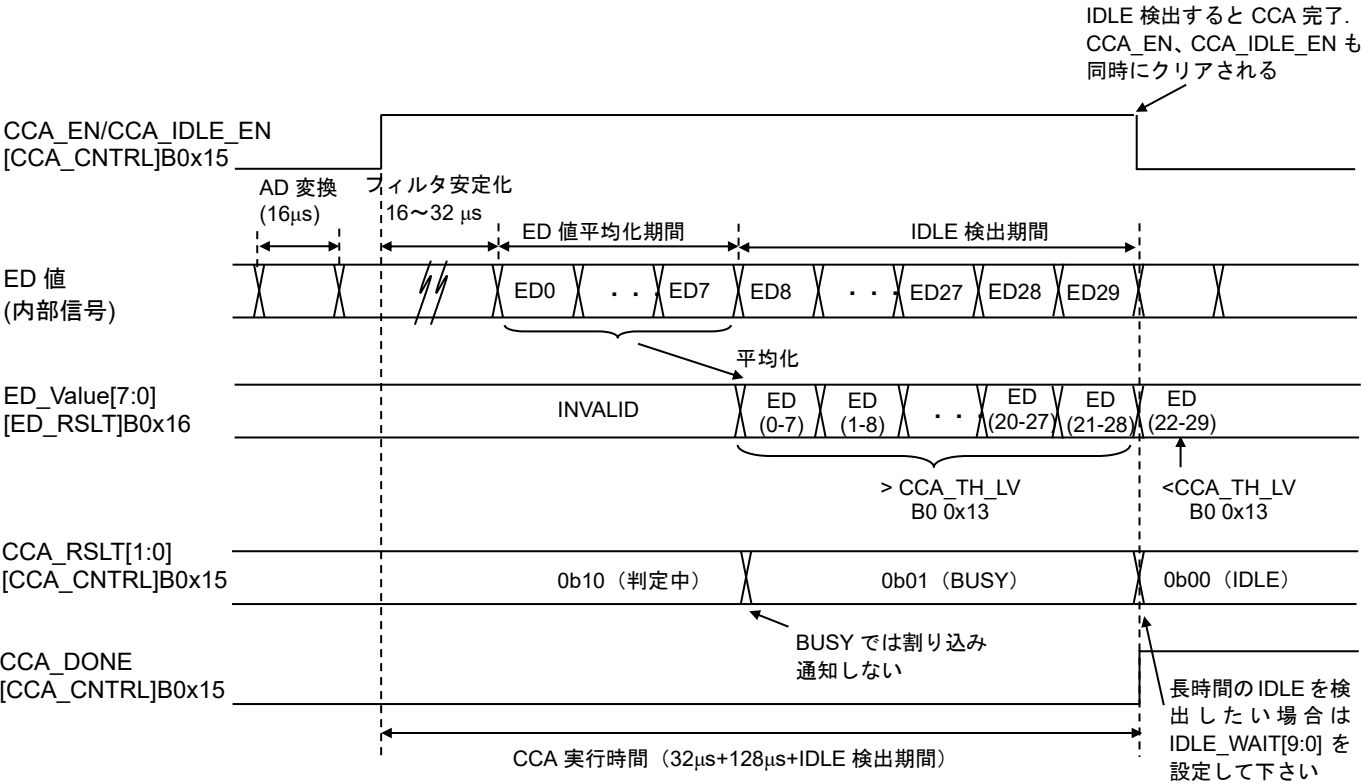 IDLE 検出すると CCA 完了.
CCA_EN、CCA_IDLE_EN も
同時にクリアされる
CCA_EN/CCA_IDLE_EN
[CCA_CNTRL]B0x15
AD 変換
(16μs)
フィルタ安定化
16～32 μs
ED 値平均化期間
IDLE 検出期間
ED 値
(内部信号)
ED0
・・・
ED7
ED8
・・・
ED27
ED28
ED29
平均化
ED_Value[7:0]
[ED_RSLT]B0x16
INVALID
ED
(0-7)
ED
(1-8)
・・・
ED
(20-27)
ED
(21-28)
ED
(22-29)
> CCA_TH_LV
B0 0x13
<CCA_TH_LV
B0 0x13
CCA_RSLT[1:0]
[CCA_CNTRL]B0x15
0b10（判定中）
0b01（BUSY）
0b00（IDLE）
BUSY では割り込み
通知しない
CCA_DONE
[CCA_CNTRL]B0x15
長時間の IDLE を検
出したい場合は
IDLE_WAIT[9:0] を
設定して下さい
CCA 実行時間（32μs+128μs+IDLE 検出期間）